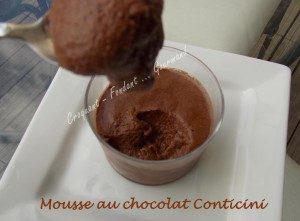 Croquant - Fondant ... Gourmand
Mousse au chocolat Conticini